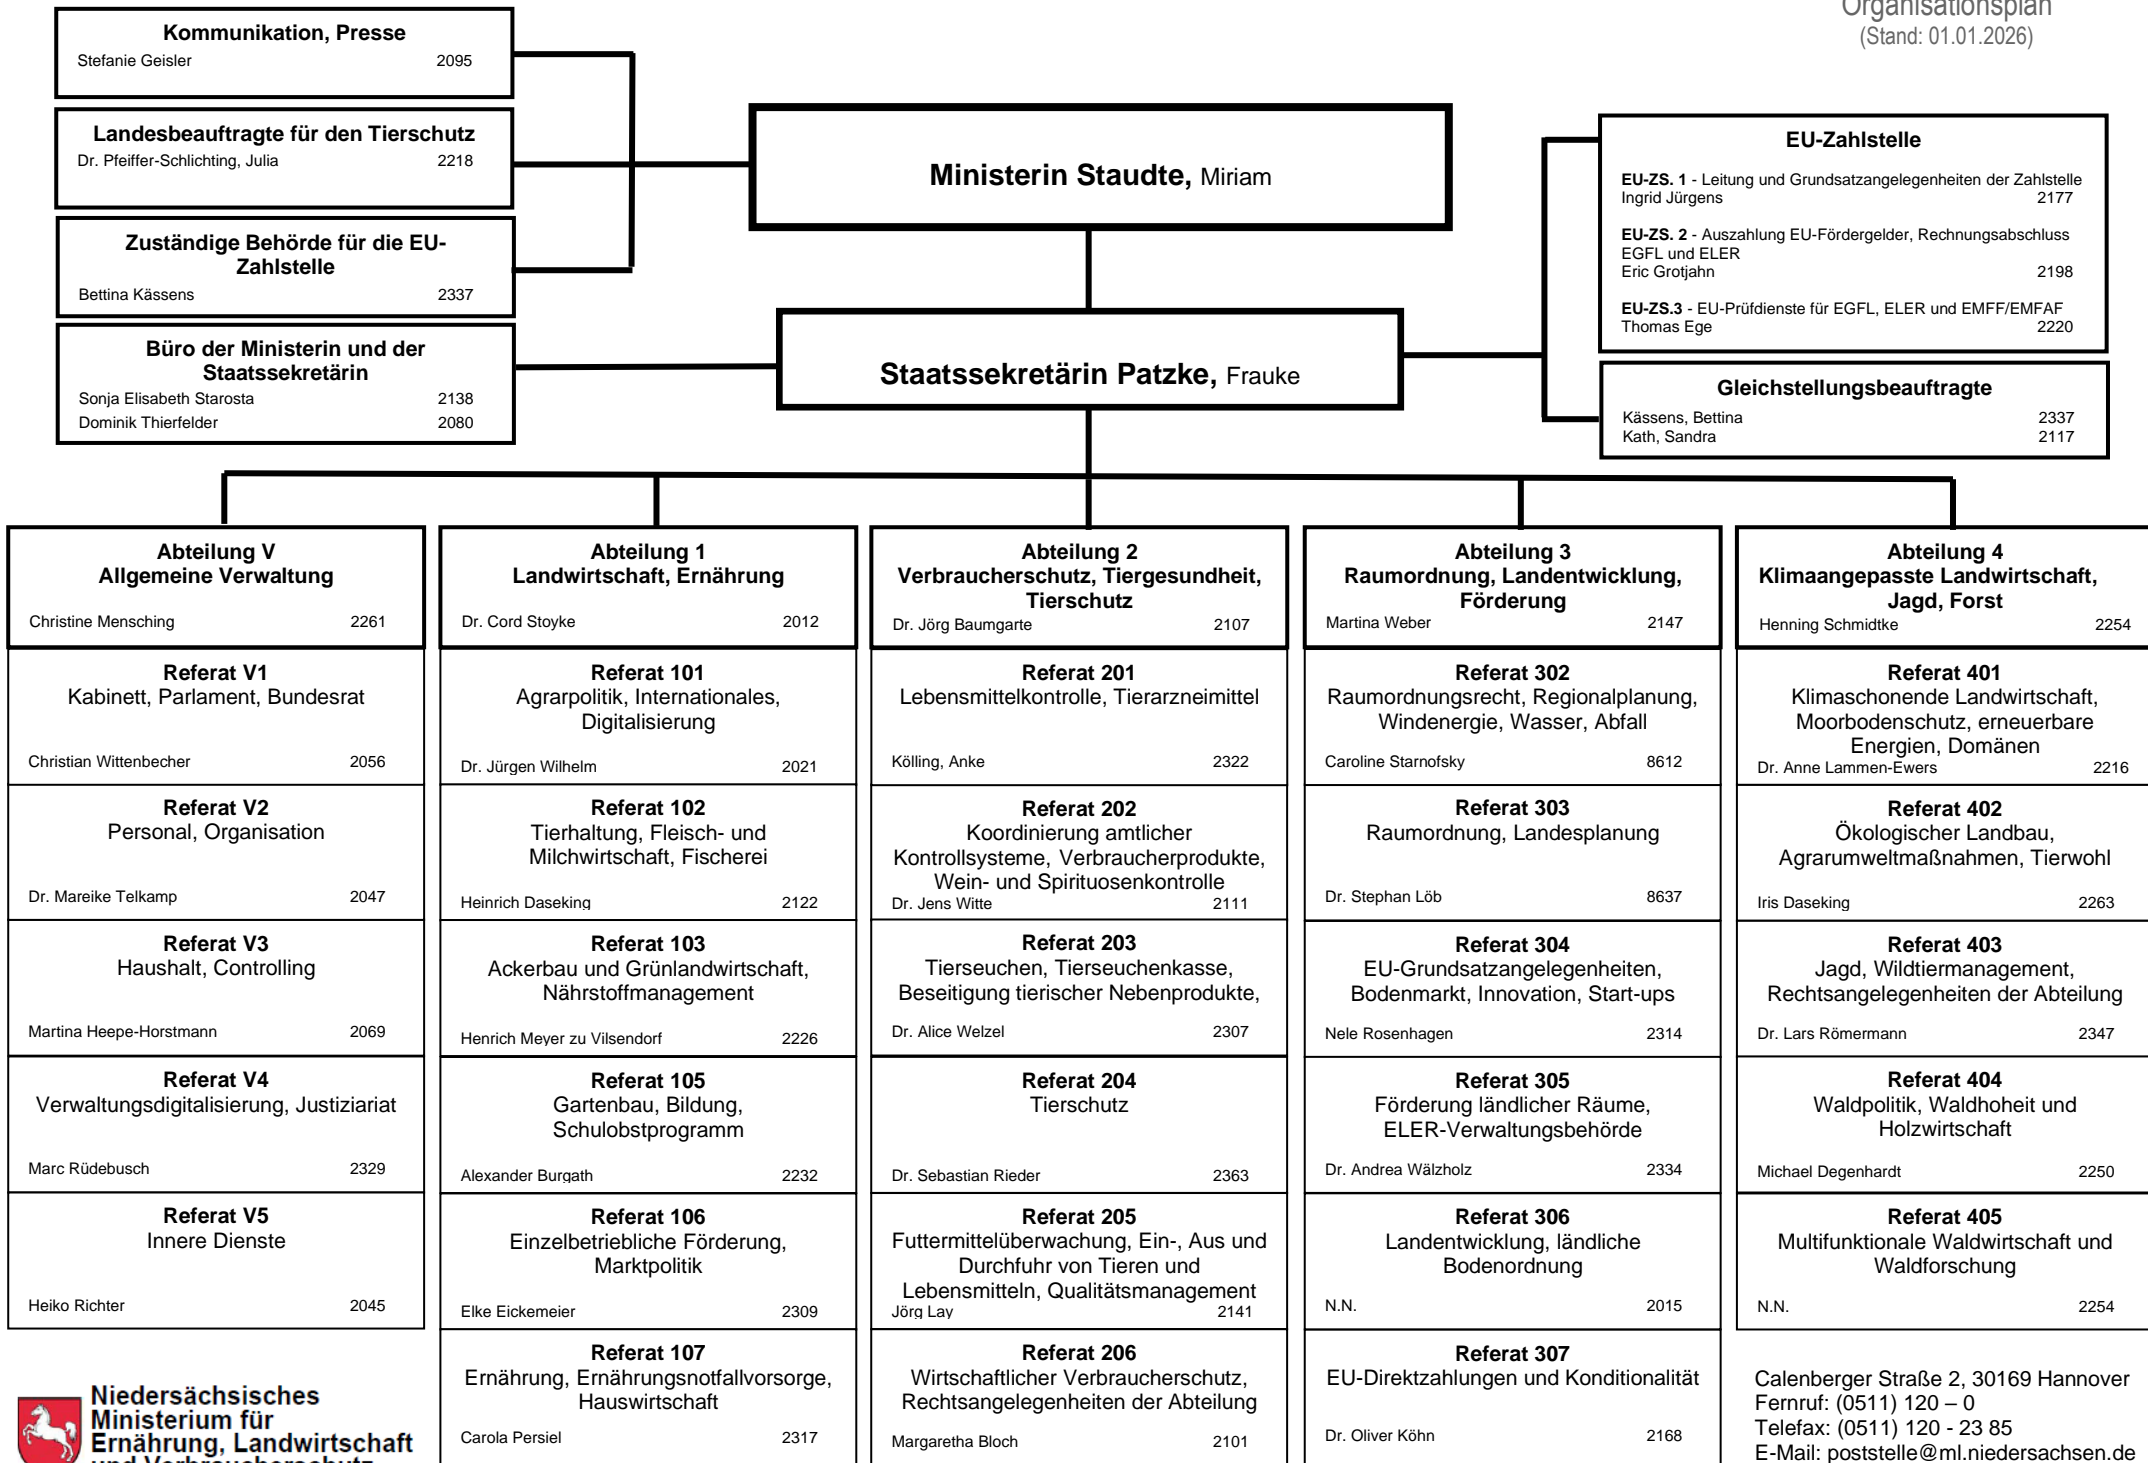 Organisationsplan
(Stand: 01.01.2026)
Kommunikation, Presse
Stefanie Geisler 2095
Landesbeauftragte für den Tierschutz
Dr. Pfeiffer-Schlichting, Julia 2218
Zuständige Behörde für die EU-
Zahlstelle
Bettina Kässens 2337
Büro der Ministerin und der
Staatssekretärin
Sonja Elisabeth Starosta 2138
Dominik Thierfelder 2080
Ministerin Staudte, Miriam
Staatssekretärin Patzke, Frauke
EU-Zahlstelle
EU-ZS. 1 - Leitung und Grundsatzangelegenheiten der Zahlstelle
Ingrid Jürgens 2177
EU-ZS. 2 - Auszahlung EU-Fördergelder, Rechnungsabschluss
EGFL und ELER
Eric Grotjahn 2198
EU-ZS.3 - EU-Prüfdienste für EGFL, ELER und EMFF/EMFAF
Thomas Ege 2220
Gleichstellungsbeauftragte
Kässens, Bettina 2337
Kath, Sandra 2117
Abteilung V
Allgemeine Verwaltung
Christine Mensching 2261
Referat V1
Kabinett, Parlament, Bundesrat
Christian Wittenbecher 2056
Referat V2
Personal, Organisation
Dr. Mareike Telkamp 2047
Referat V3
Haushalt, Controlling
Martina Heepe-Horstmann 2069
Referat V4
Verwaltungsdigitalisierung, Justiziariat
Marc Rüdebusch 2329
Referat V5
Innere Dienste
Heiko Richter 2045
Abteilung 1
Landwirtschaft, Ernährung
Dr. Cord Stoyke 2012
Referat 101
Agrarpolitik, Internationales,
Digitalisierung
Dr. Jürgen Wilhelm 2021
Referat 102
Tierhaltung, Fleisch- und
Milchwirtschaft, Fischerei
Heinrich Daseking 2122
Referat 103
Ackerbau und Grünlandwirtschaft,
Nährstoffmanagement
Henrich Meyer zu Vilsendorf 2226
Referat 105
Gartenbau, Bildung,
Schulobstprogramm
Alexander Burgath 2232
Referat 106
Einzelbetriebliche Förderung,
Marktpolitik
Elke Eickemeier 2309
Referat 107
Ernährung, Ernährungsnotfallvorsorge,
Hauswirtschaft
Carola Persiel 2317
Abteilung 2
Verbraucherschutz, Tiergesundheit,
Tierschutz
Dr. Jörg Baumgarte 2107
Referat 201
Lebensmittelkontrolle, Tierarzneimittel
Kölling, Anke 2322
Referat 202
Koordinierung amtlicher
Kontrollsysteme, Verbraucherprodukte,
Wein- und Spirituosenkontrolle
Dr. Jens Witte 2111
Referat 203
Tierseuchen, Tierseuchenkasse,
Beseitigung tierischer Nebenprodukte,
Dr. Alice Welzel 2307
Referat 204
Tierschutz
Dr. Sebastian Rieder 2363
Referat 205
Futtermittelüberwachung, Ein-, Aus und
Durchfuhr von Tieren und
Lebensmitteln, Qualitätsmanagement
Jörg Lay 2141
Referat 206
Wirtschaftlicher Verbraucherschutz,
Rechtsangelegenheiten der Abteilung
Margaretha Bloch 2101
Abteilung 3
Raumordnung, Landentwicklung,
Förderung
Martina Weber 2147
Referat 302
Raumordnungsrecht, Regionalplanung,
Windenergie, Wasser, Abfall
Caroline Starnofsky 8612
Referat 303
Raumordnung, Landesplanung
Dr. Stephan Löb 8637
Referat 304
EU-Grundsatzangelegenheiten,
Bodenmarkt, Innovation, Start-ups
Nele Rosenhagen 2314
Referat 305
Förderung ländlicher Räume,
ELER-Verwaltungsbehörde
Dr. Andrea Wälzholz 2334
Referat 306
Landentwicklung, ländliche
Bodenordnung
N.N. 2015
Referat 307
EU-Direktzahlungen und Konditionalität
Dr. Oliver Köhn 2168
Abteilung 4
Klimaangepasste Landwirtschaft,
Jagd, Forst
Henning Schmidtke 2254
Referat 401
Klimaschonende Landwirtschaft,
Moorbodenschutz, erneuerbare
Energien, Domänen
Dr. Anne Lammen-Ewers 2216
Referat 402
Ökologischer Landbau,
Agrarumweltmaßnahmen, Tierwohl
Iris Daseking 2263
Referat 403
Jagd, Wildtiermanagement,
Rechtsangelegenheiten der Abteilung
Dr. Lars Römermann 2347
Referat 404
Waldpolitik, Waldhoheit und
Holzwirtschaft
Michael Degenhardt 2250
Referat 405
Multifunktionale Waldwirtschaft und
Waldforschung
N.N. 2254
Niedersächsisches
Ministerium für
Ernährung, Landwirtschaft
und Verbraucherschutz
Calenberger Straße 2, 30169 Hannover
Fernruf: (0511) 120 – 0
Telefax: (0511) 120 - 23 85
E-Mail: poststelle@ml.niedersachsen.de